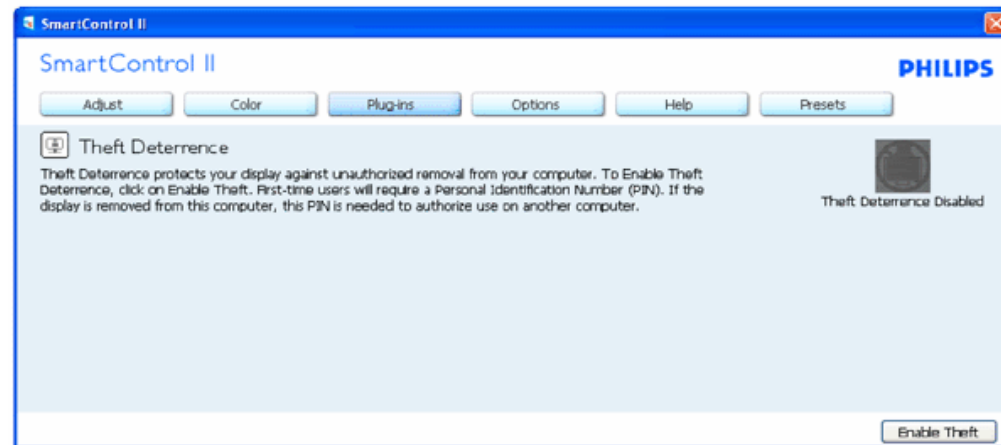 SmartControl II
SmartControl II
PHILIPS
Adjust Color Plug-ins Options Help Presets
Theft Deterrence
Theft Deterrence protects your display against unauthorized removal from your computer. To Enable Theft
Deterrence, click on Enable Theft. First-time users will require a Personal Identification Number (PIN). If the
display is removed from this computer, this PIN is needed to authorize use on another computer.
Theft Deterrence Disabled
Enable Theft